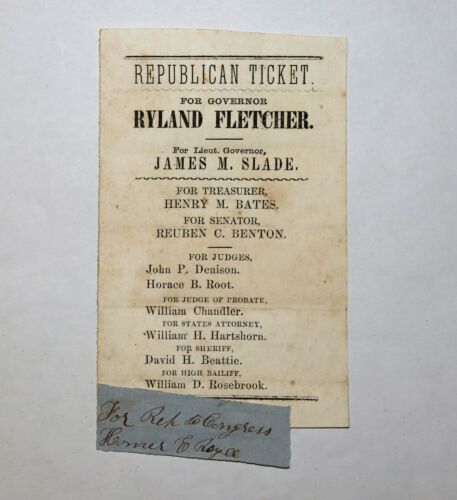 REPUBLICAN TICKET.
FOR GOVERNOR
RYLAND FLETCHER.
For Lieut. Governor,
JAMES M. SLADE.
FOR TREASURER,
HENRY M. BATES.
FOR SENATOR,
REUBEN C. BENTON.
FOR JUDGES,
John P. Denison.
Horace B. Root.
FOR JUDGE OF PROBATE,
William Chandler.
FOR STATES ATTORNEY,
William H. Hartshorn.
FOR SHERIFF,
David H. Beattie.
FOR HIGH BAILIFF,
William D. Rosebrook.
For Rep to Congress
Homer E Royce